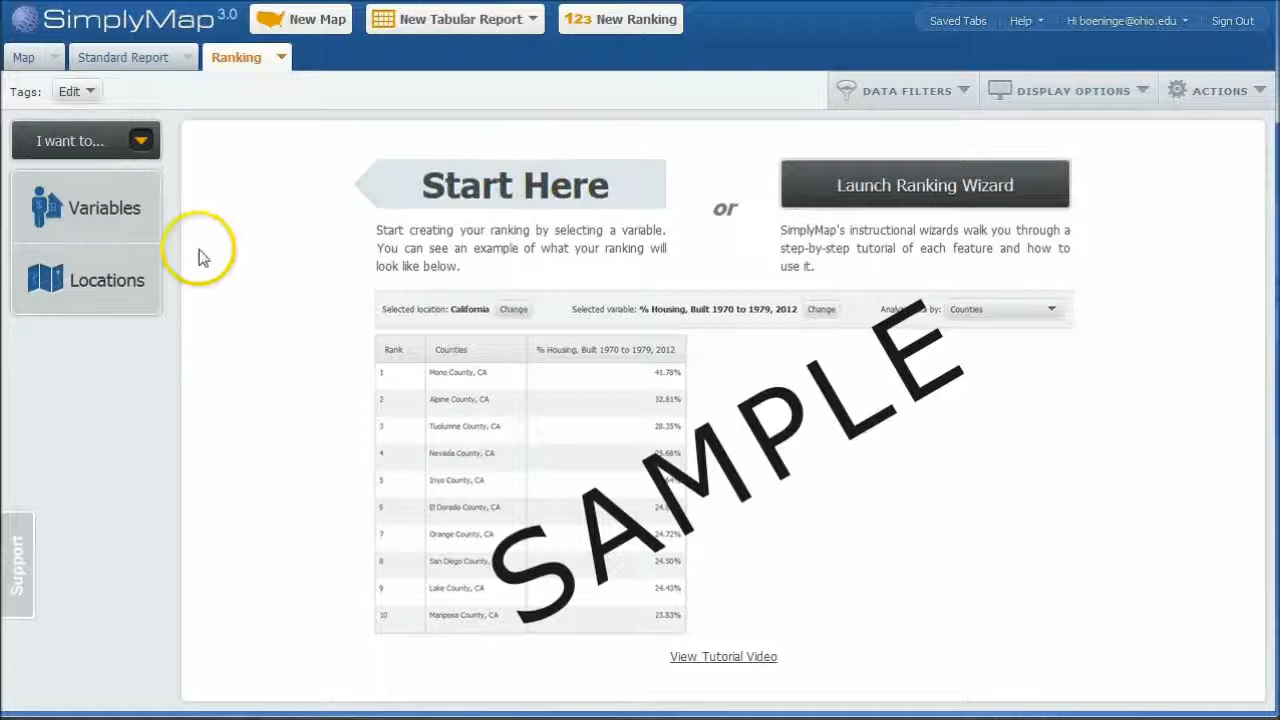 SimplyMap 3.0
New Map
New Tabular Report
123 New Ranking
Saved Tabs
Help
Hi boeninge@ohio.edu
Sign Out
Map
Standard Report
Ranking
Tags:
Edit
DATA FILTERS
DISPLAY OPTIONS
ACTIONS
I want to...
Variables
Locations
Support
Start Here
Start creating your ranking by selecting a variable.
You can see an example of what your ranking will
look like below.
or
Launch Ranking Wizard
SimplyMap's instructional wizards walk you through a
step-by-step tutorial of each feature and how to
use it.
Selected location: California Change
Selected variable: % Housing, Built 1970 to 1979, 2012 Change
by: Counties
Rank Counties % Housing, Built 1970 to 1979, 2012
1 Mono County, CA 41.78%
2 Alpine County, CA 32.81%
3 Tuolumne County, CA 28.35%
4 Nevada County, CA
5 Inyo County, CA
6 El Dorado County, CA
7 Orange County, CA 24.72%
8 San Diego County, 24.50%
9 Lake County, CA 24.43%
10 Mariposa County, CA 23.83%
SAMPLE
View Tutorial Video